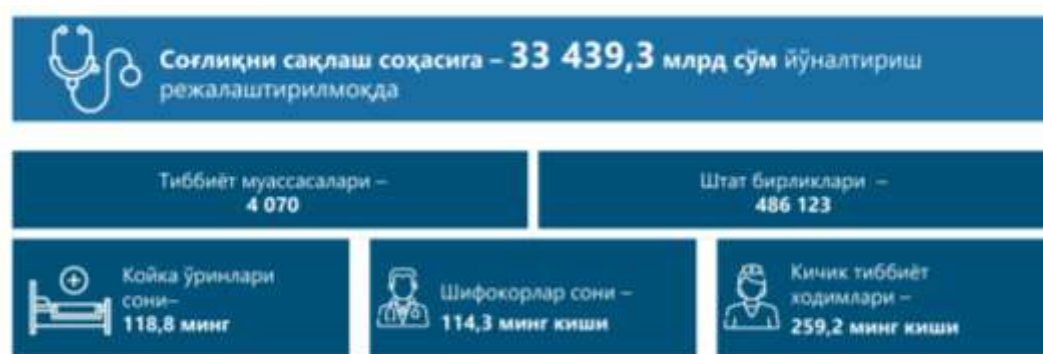 Соғлиқни сақлаш соҳасига – 33 439,3 млрд сўм йўналтириш
режалаштирилмоқда
Тиббиёт муассасалари –
4 070
Штат бирликлари –
486 123
Койка ўринлари
сони–
118,8 минг
Шифокорлар сони –
114,3 минг киши
Кичик тиббиёт
ходимлари –
259,2 минг киши